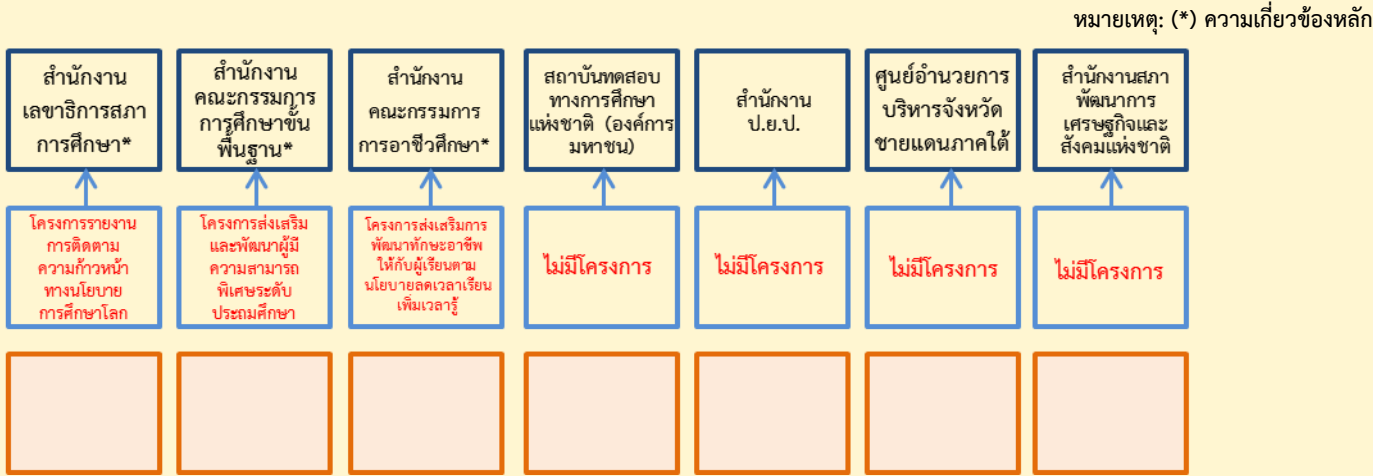 หมายเหตุ: (*) ความเกี่ยวข้องหลัก
สำนักงาน
เลขาธิการสภา
การศึกษา*
สำนักงาน
คณะกรรมการ
การศึกษาขั้น
พื้นฐาน*
สำนักงาน
คณะกรรมการ
การอาชีวศึกษา*
สถาบันทดสอบ
ทางการศึกษา
แห่งชาติ (องค์การ
มหาชน)
สำนักงาน
ป.ย.ป.
ศูนย์อำนวยการ
บริหารจังหวัด
ชายแดนภาคใต้
สำนักงานสภา
พัฒนาการ
เศรษฐกิจและ
สังคมแห่งชาติ
โครงการรายงาน
การติดตาม
ความก้าวหน้า
ทางนโยบาย
การศึกษาโลก
โครงการส่งเสริม
และพัฒนาผู้มี
ความสามารถ
พิเศษระดับ
ประถมศึกษา
โครงการส่งเสริมการ
พัฒนาทักษะอาชีพ
ให้กับผู้เรียนตาม
นโยบายลดเวลาเรียน
เพิ่มเวลารู้
ไม่มีโครงการ
ไม่มีโครงการ
ไม่มีโครงการ
ไม่มีโครงการ